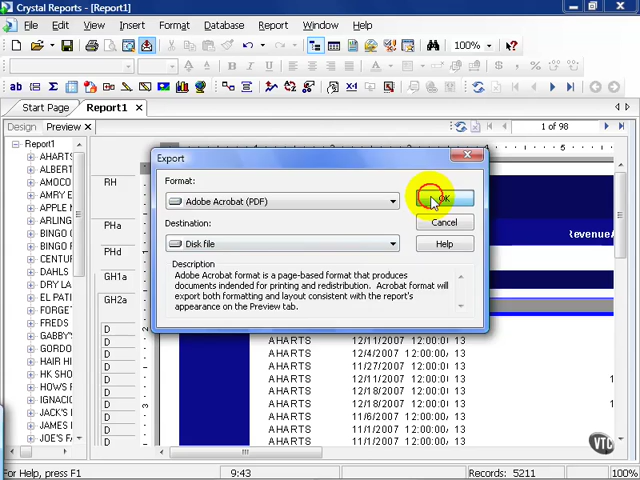 Crystal Reports - [Report1]
File Edit View Insert Format Database Report Window Help
100%
ab
Start Page Report1
Design Preview 1 of 98
Report1
AHARTS
ALBERT
AMOCO
AMRY
APPLE
ARLING
BINGO
BINGO
CENTUR
DAHLS
DRY LA
EL PATI
FORGET
FREDS
GABBY'
GORDO
HAIR HI
HK SHO
HOWS F
IGNACI
JAMES
JOE'S F
RH
PHa
PHd
GH1a
GH2a
D
D
D
D
D
D
D
D
D
D
Export
Format:
Adobe Acrobat (PDF)
OK
Cancel
Destination:
Disk file
Help
Description
Adobe Acrobat format is a page-based format that produces
documents indended for printing and redistribution. Acrobat format will
export both formatting and layout consistent with the report's
appearance on the Preview tab.
AHARTS 12/11/2007 12:00:00/ 13
AHARTS 12/4/2007 12:00:00/ 13
AHARTS 11/27/2007 12:00:00/ 13
AHARTS 12/18/2007 12:00:00/ 13
AHARTS 12/18/2007 12:00:00/ 13
AHARTS 12/18/2007 12:00:00/ 13
AHARTS 11/6/2007 12:00:00/ 13
AHARTS 11/1/2007 12:00:00/ 13
AHARTS 11/1/2007 12:00:00/ 13
VTC
For Help, press F1 9:43 Records: 5211 100%